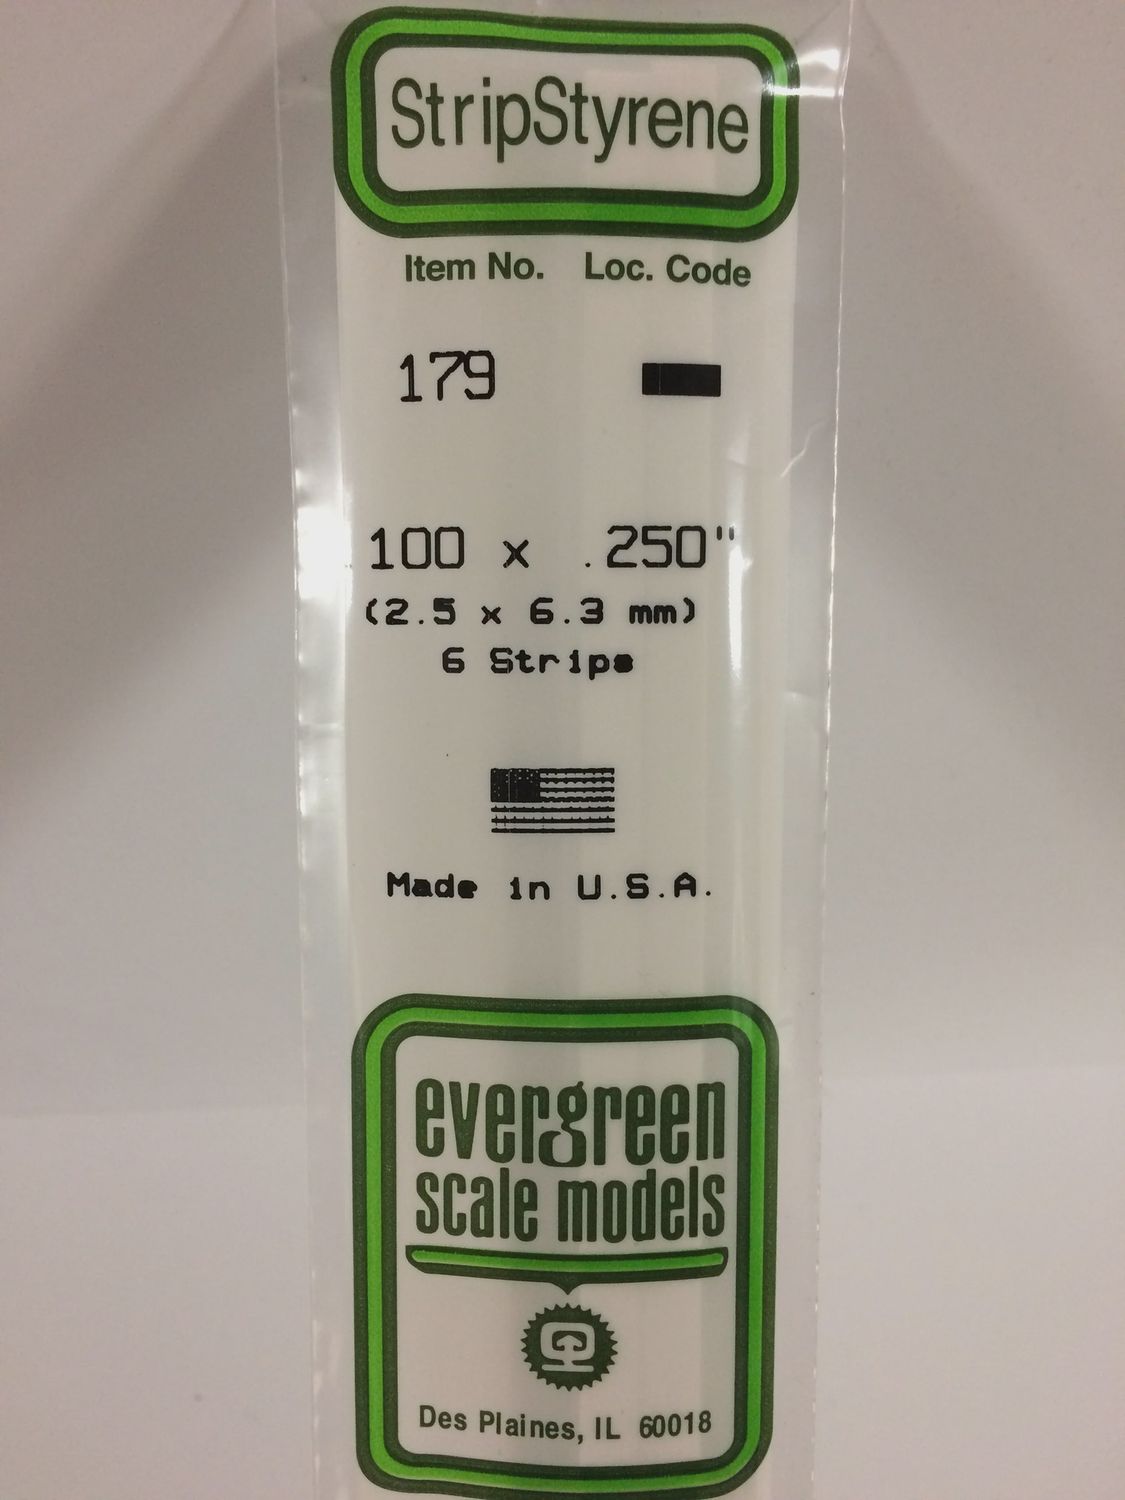 StripStyrene
Item No. Loc. Code
179
100 x .250"
(2.5 x 6.3 mm)
6 Strips
Made in U.S.A.
evergreen
scale models
Des Plaines, IL 60018